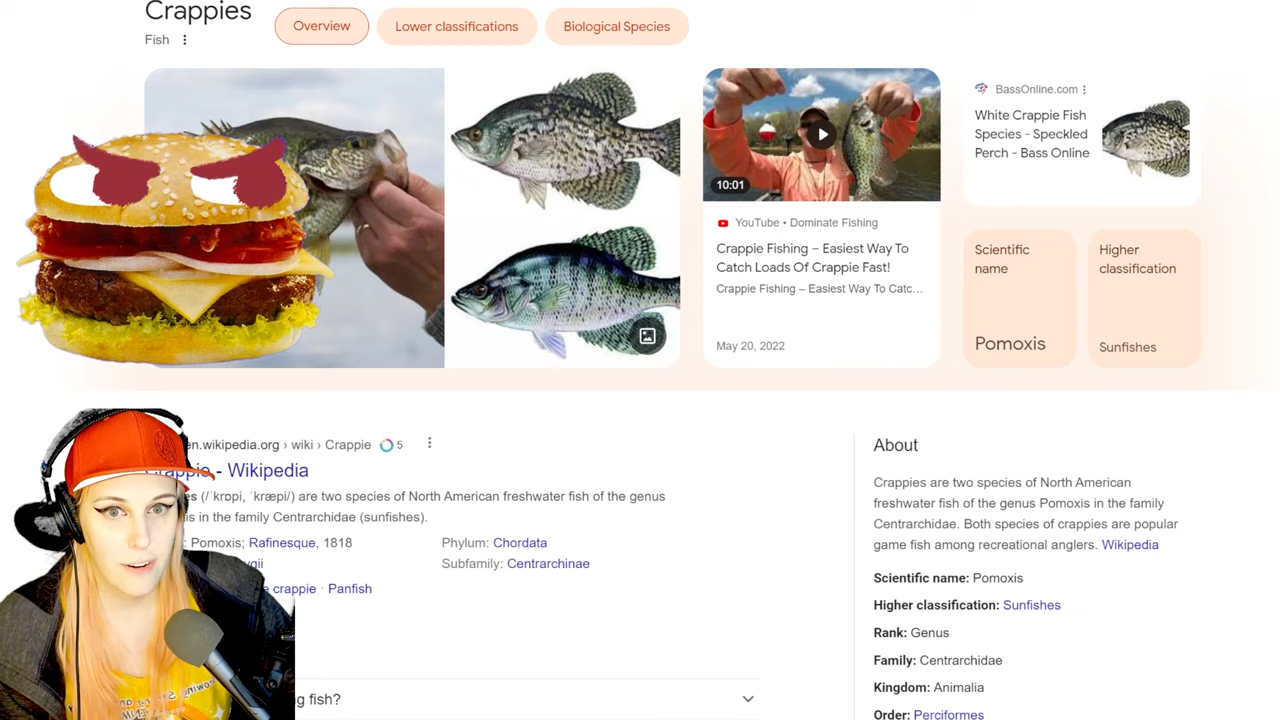 Crappies
Fish
Overview
Lower classifications
Biological Species
10:01
YouTube • Dominate Fishing
Crappie Fishing – Easiest Way To
Catch Loads Of Crappie Fast!
Crappie Fishing – Easiest Way To Catc...
May 20, 2022
BassOnline.com
White Crappie Fish
Species - Speckled
Perch - Bass Online
Scientific
name
Pomoxis
Higher
classification
Sunfishes
en.wikipedia.org › wiki › Crappie 5
Crappie - Wikipedia
(/ˈkrɒpi, ˈkræpi/) are two species of North American freshwater fish of the genus
in the family Centrarchidae (sunfishes).
: Pomoxis; Rafinesque, 1818
Phylum: Chordata
Subfamily: Centrarchinae
crappie · Panfish
fish?
About
Crappies are two species of North American
freshwater fish of the genus Pomoxis in the family
Centrarchidae. Both species of crappies are popular
game fish among recreational anglers. Wikipedia
Scientific name: Pomoxis
Higher classification: Sunfishes
Rank: Genus
Family: Centrarchidae
Kingdom: Animalia
Order: Perciformes